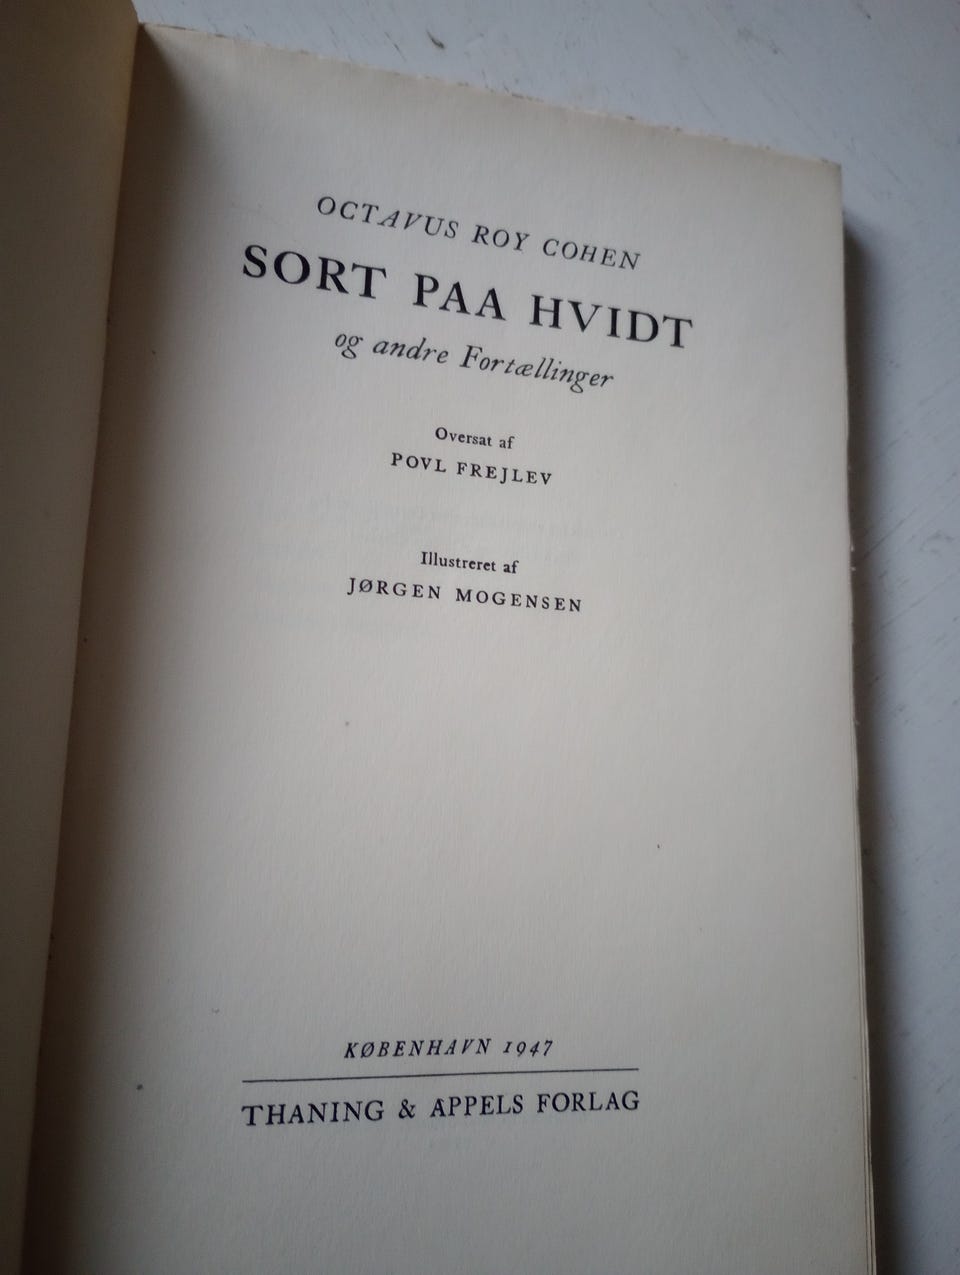 OCTAVUS ROY COHEN
SORT PAA HVIDT
og andre Fortællinger
Oversat af
POVL FREJLEV
Illustreret af
JØRGEN MOGENSEN
KØBENHAVN 1947
THANING & APPELS FORLAG